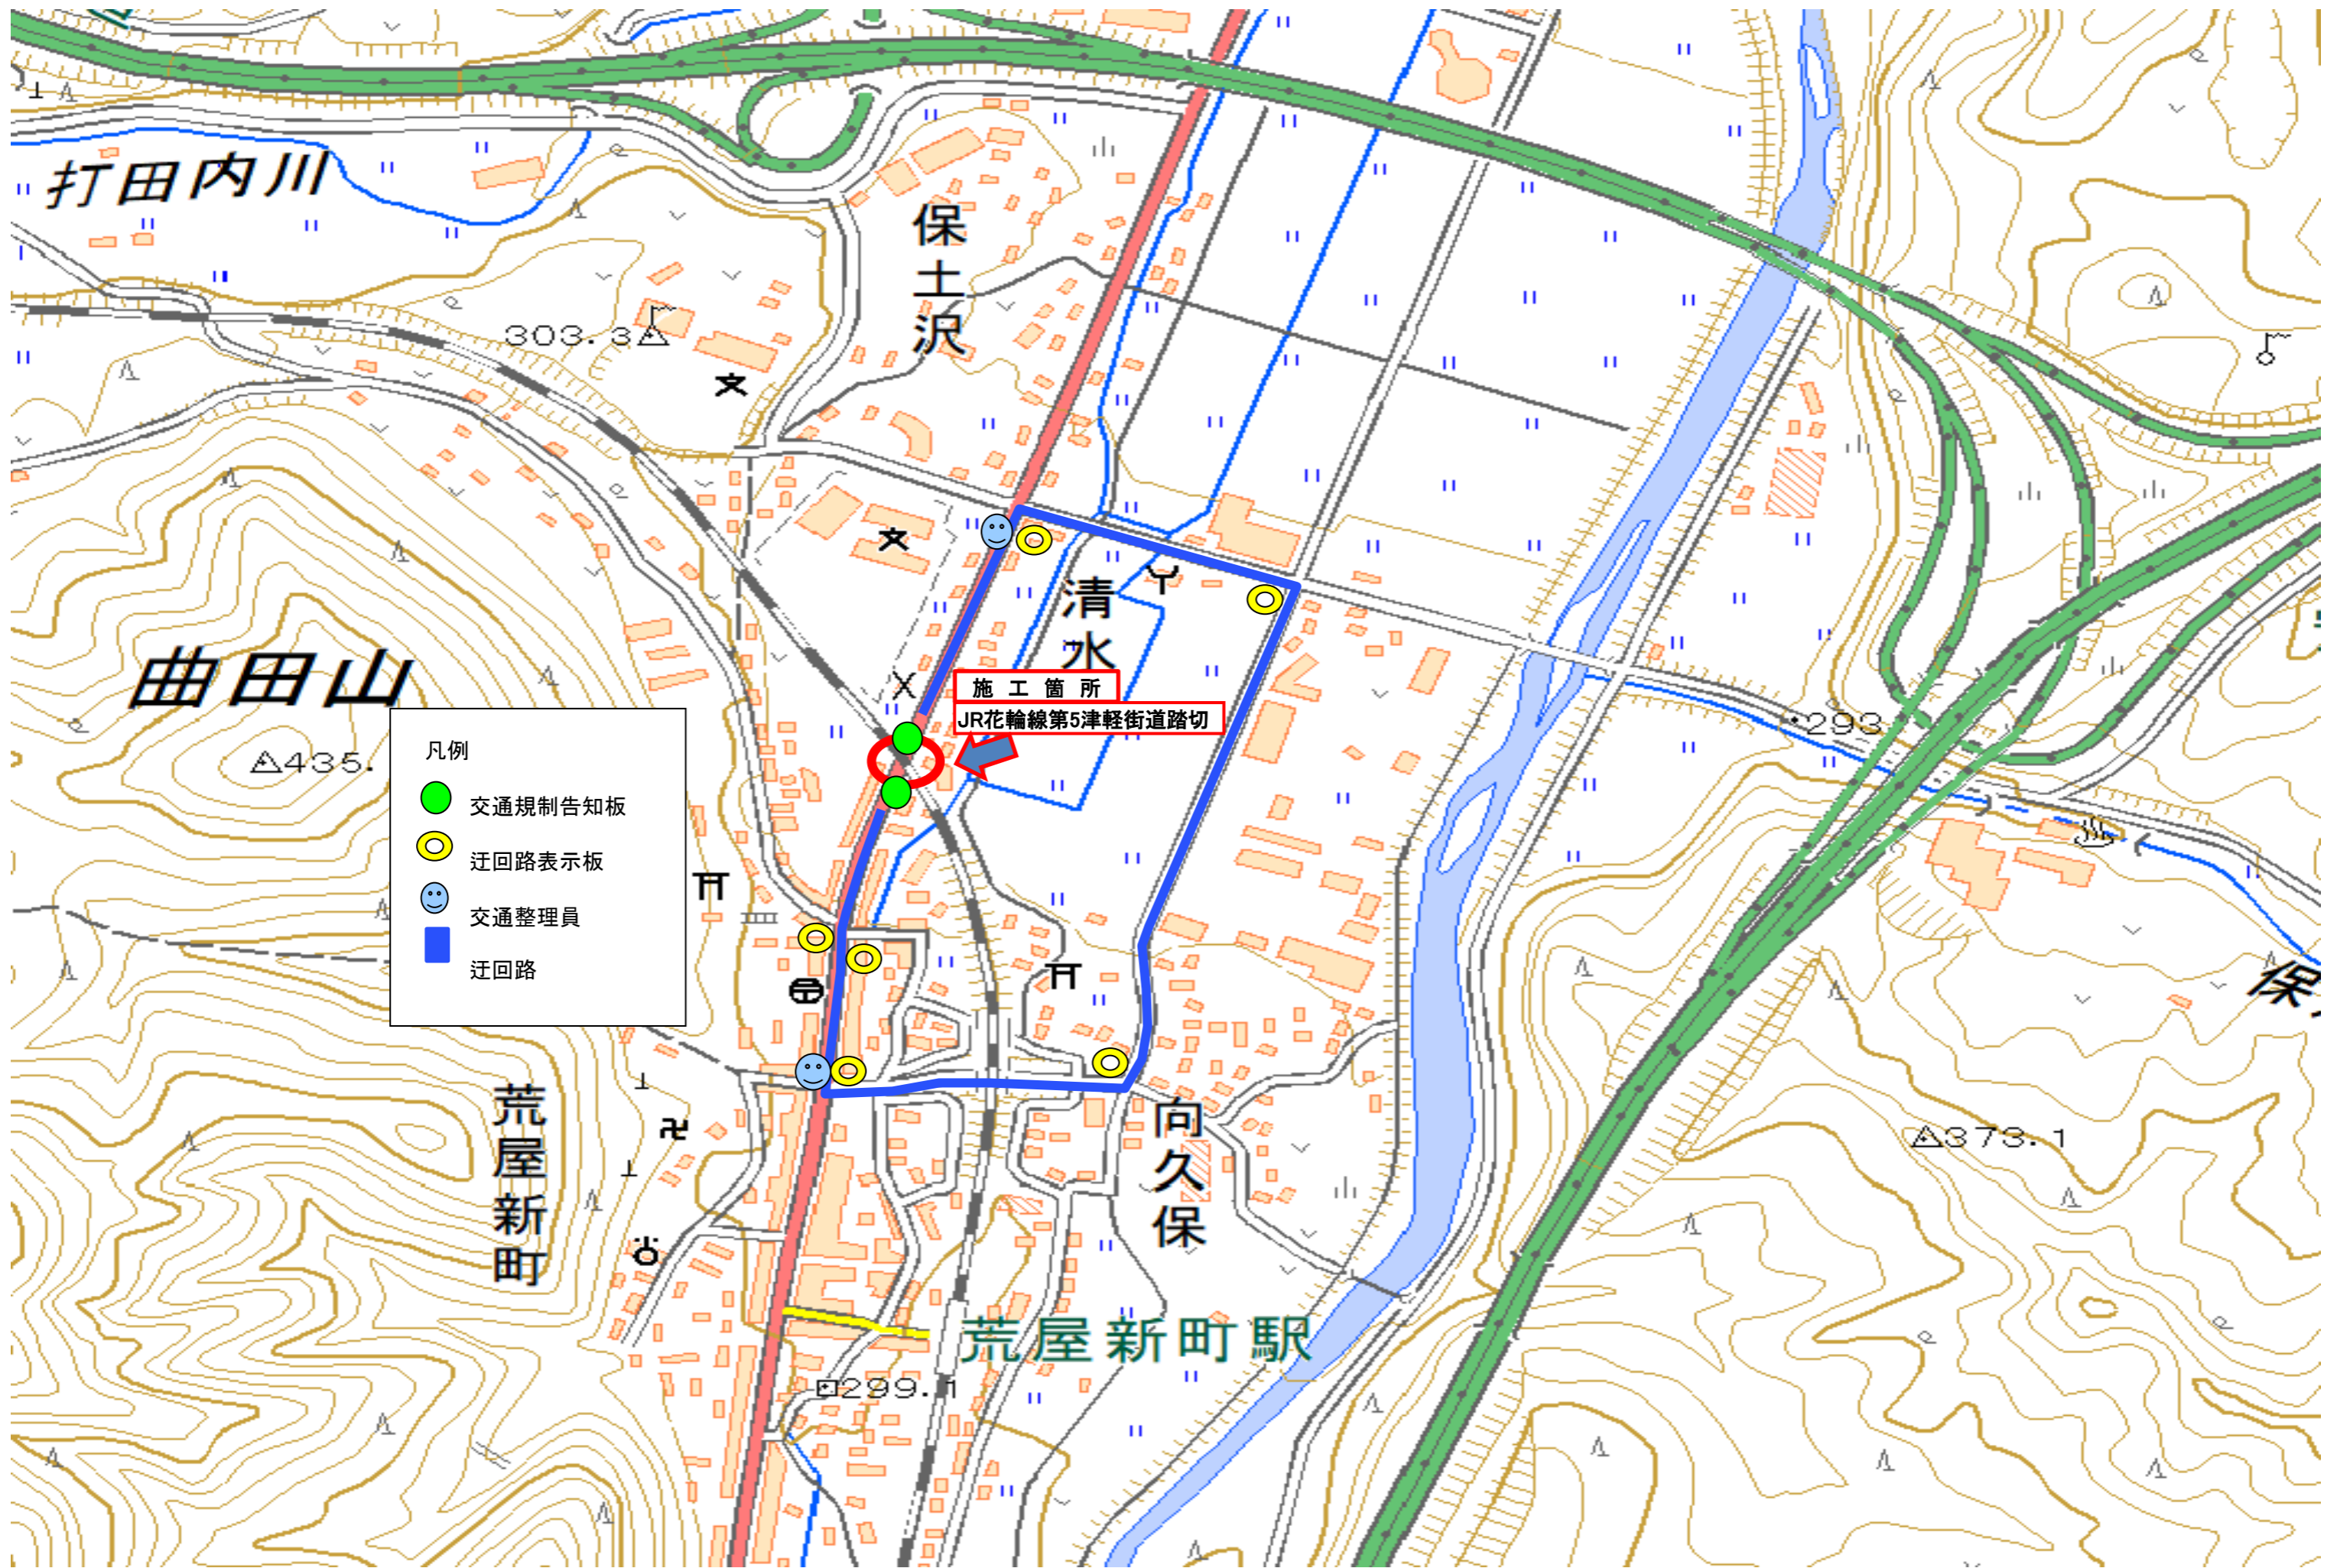 打田内川
保土沢
303.3
清水
施工箇所
JR花輪線第5津軽街道踏切
曲田山
435.
293
凡例
交通規制告知板
迂回路表示板
交通整理員
迂回路
荒屋新町
向久保
373.1
荒屋新町駅
299.1